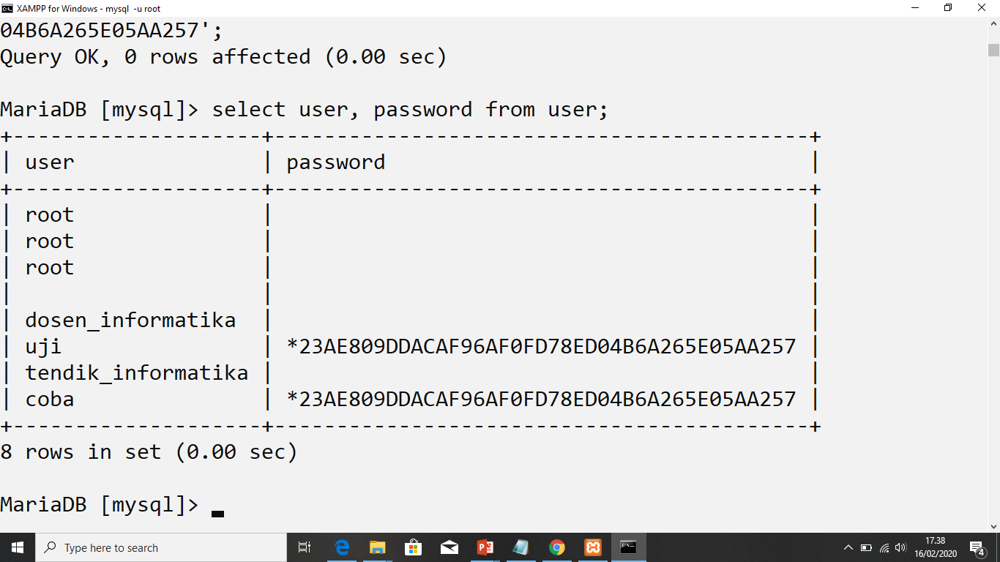 XAMPP for Windows - mysql -u root
04B6A265E05AA257';
Query OK, 0 rows affected (0.00 sec)
MariaDB [mysql]> select user, password from user;
+--------------------+-------------------------------------------+
| user               | password                                  |
+--------------------+-------------------------------------------+
| root               |                                           |
| root               |                                           |
| root               |                                           |
|                    |                                           |
| dosen_informatika  |                                           |
| uji                | *23AE809DDACAF96AF0FD78ED04B6A265E05AA257 |
| tendik_informatika |                                           |
| coba               | *23AE809DDACAF96AF0FD78ED04B6A265E05AA257 |
+--------------------+-------------------------------------------+
8 rows in set (0.00 sec)
MariaDB [mysql]> _
Type here to search
17.38
16/02/2020
4